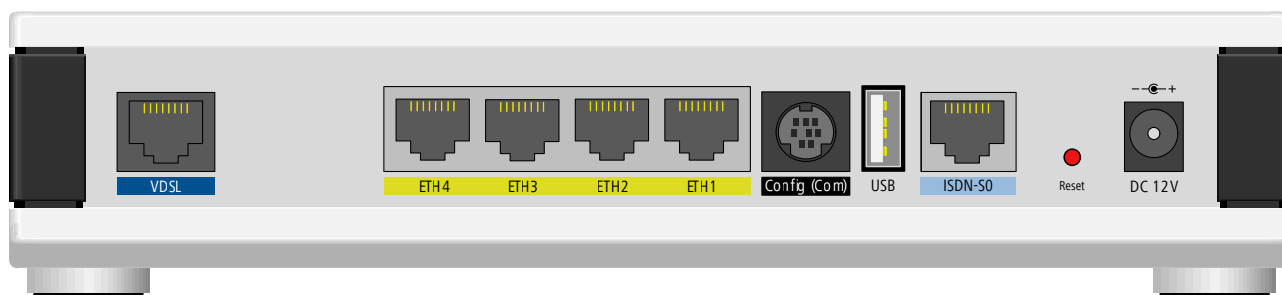 VDSL
ETH4
ETH3
ETH2
ETH1
Config (Com)
USB
ISDN-S0
Reset
DC 12V